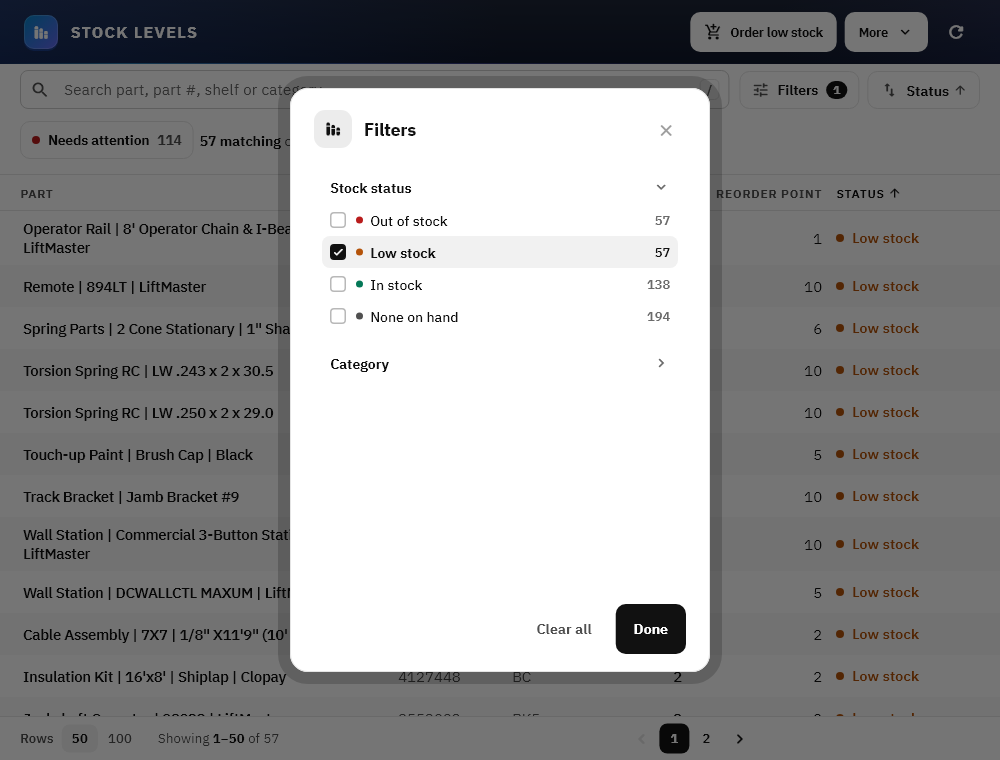 STOCK LEVELS
Order low stock
More
Search part, part #, shelf or category
/
Filters 1
Status
Needs attention 114
57 matching
Filters
Stock status
Out of stock 57
Low stock 57
In stock 138
None on hand 194
Category
Clear all
Done
PART REORDER POINT STATUS
Operator Rail | 8' Operator Chain & I-Bea
LiftMaster
1 Low stock
Remote | 894LT | LiftMaster 10 Low stock
Spring Parts | 2 Cone Stationary | 1" Sha 6 Low stock
Torsion Spring RC | LW .243 x 2 x 30.5 10 Low stock
Torsion Spring RC | LW .250 x 2 x 29.0 10 Low stock
Touch-up Paint | Brush Cap | Black 5 Low stock
Track Bracket | Jamb Bracket #9 10 Low stock
Wall Station | Commercial 3-Button Stati
LiftMaster
10 Low stock
Wall Station | DCWALLCTL MAXUM | LiftM 5 Low stock
Cable Assembly | 7X7 | 1/8" X11'9" (10' 2 Low stock
Insulation Kit | 16'x8' | Shiplap | Clopay 4127448 BC 2 2 Low stock
Rows 50 100 Showing 1–50 of 57 1 2